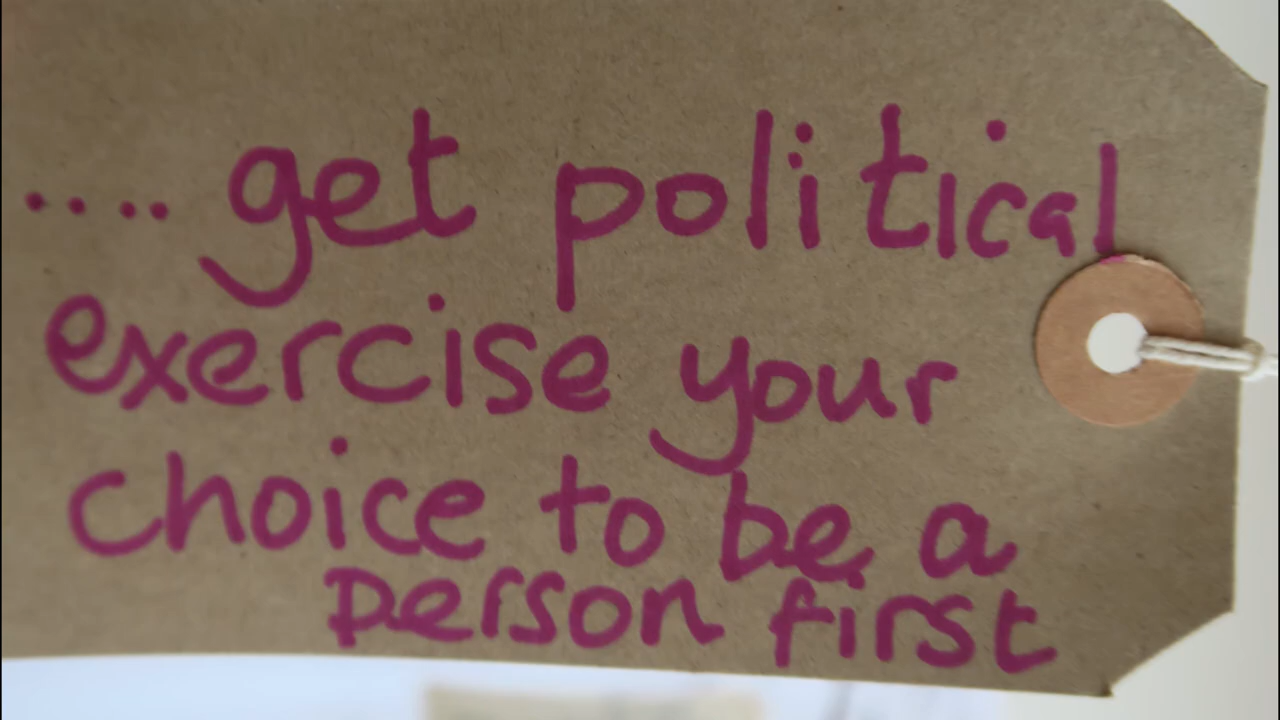 .... get political
exercise your
choice to be a
person first